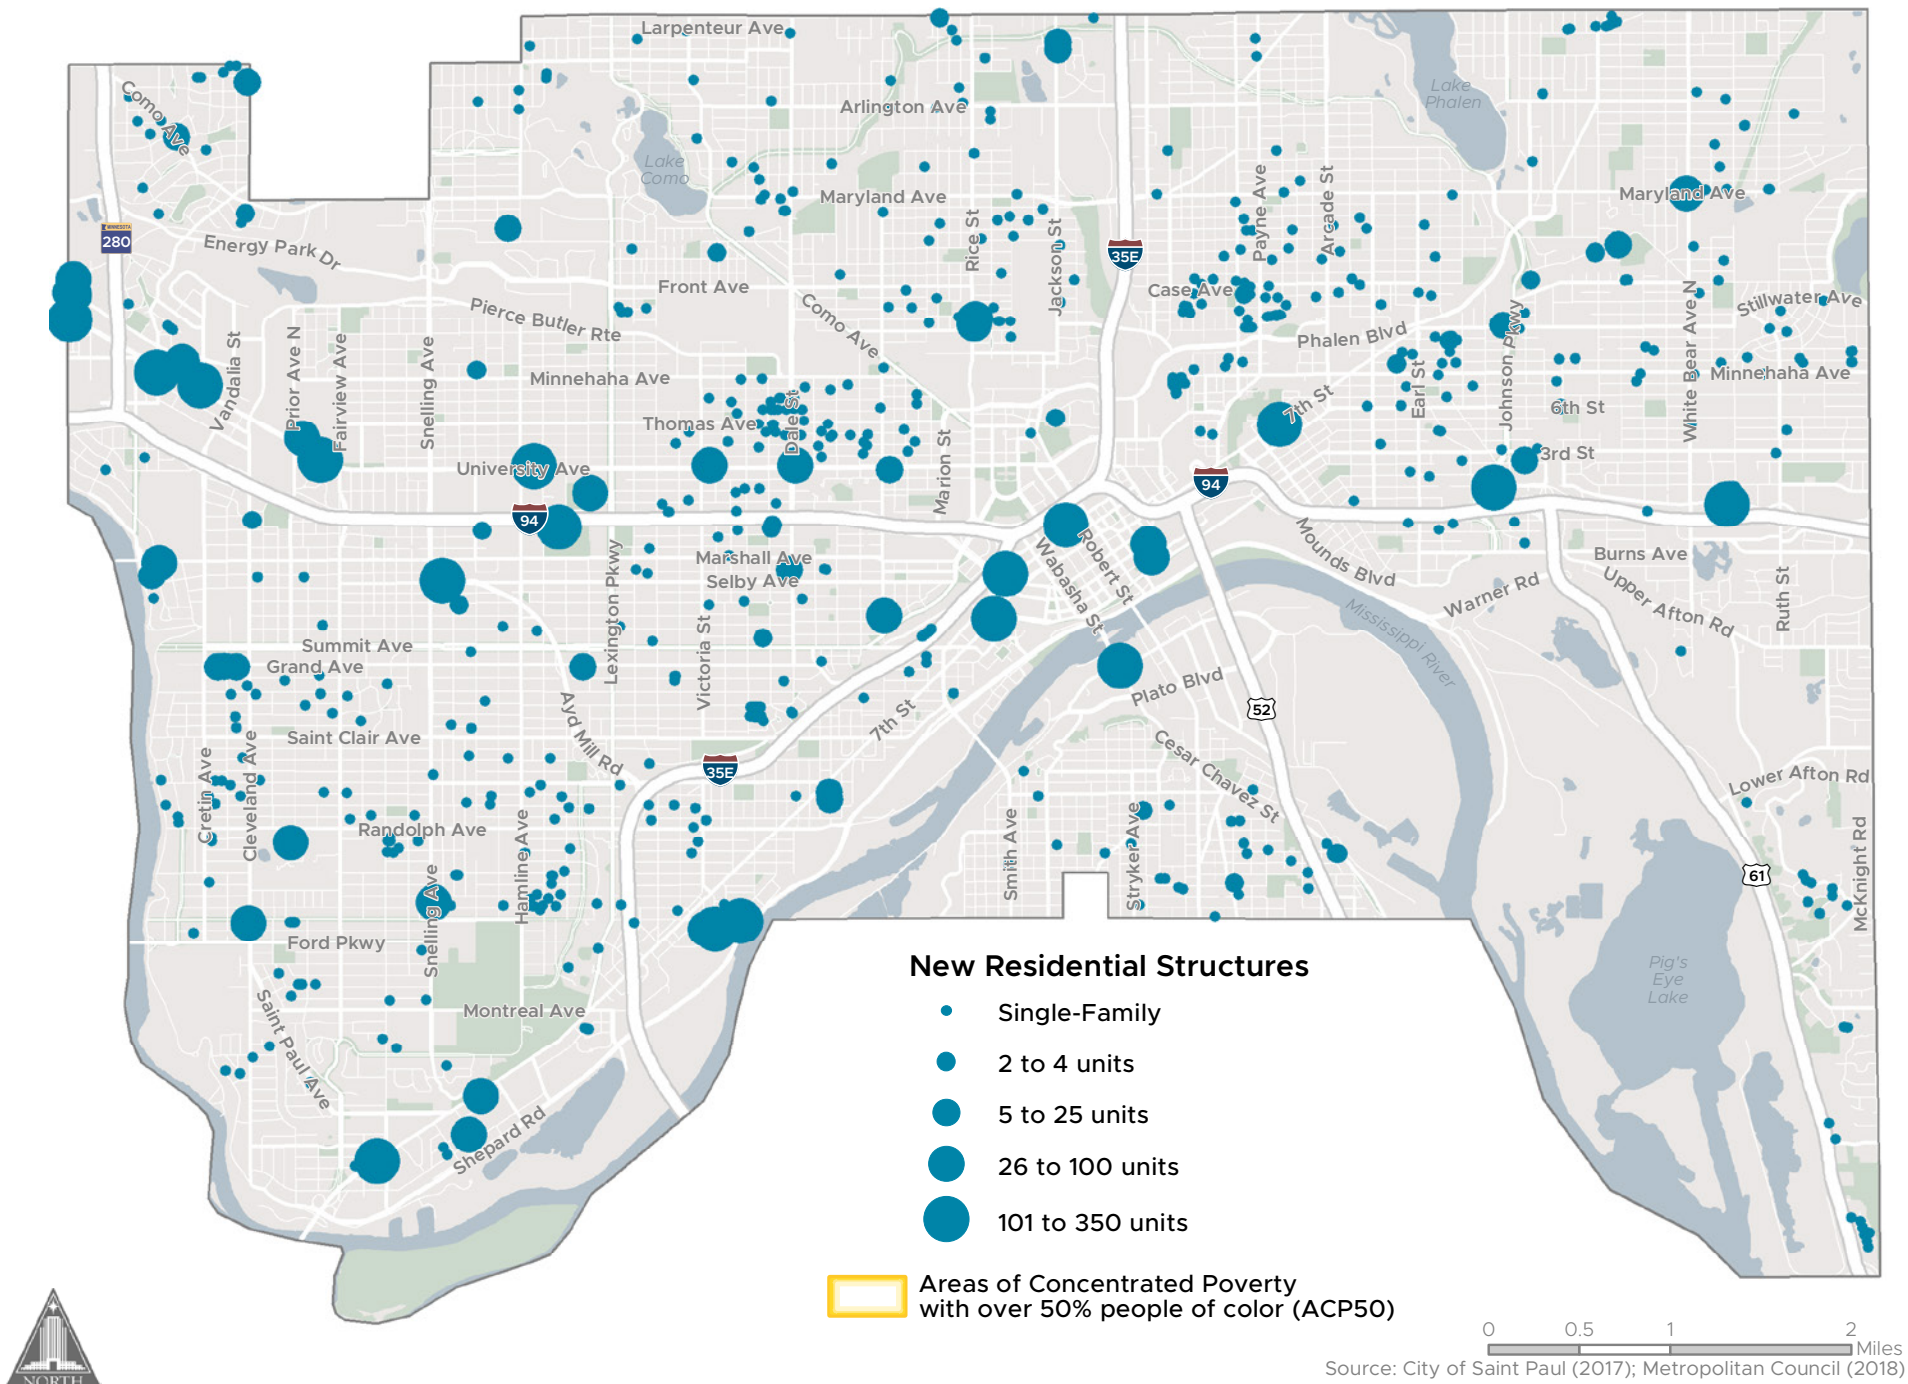 Larpenteur Ave
Como Ave
Arlington Ave
Lake
Phalen
Lake
Como
Maryland Ave
Maryland Ave
MINNESOTA
280
Energy Park Dr
Rice St
Jackson St
35E
Payne Ave
Arcade St
Front Ave
Case Ave
Pierce Butler Rte
Como Ave
Stillwater Ave
Vandalia St
Prior Ave N
Fairview Ave
Snelling Ave
Phalen Blvd
Earl St
Johnson Pkwy
White Bear Ave N
Minnehaha Ave
Minnehaha Ave
Thomas Ave
Dale St
7th St
6th St
University Ave
Marion St
3rd St
94
94
Marshall Ave
Selby Ave
Lexington Pkwy
Wabasha St
Robert St
Mounds Blvd
Burns Ave
Warner Rd
Upper Afton Rd
Ruth St
Mississippi River
Summit Ave
Grand Ave
Victoria St
Plato Blvd
52
7th St
Ayd Mill Rd
Saint Clair Ave
35E
Cesar Chavez St
Cretin Ave
Cleveland Ave
Lower Afton Rd
Randolph Ave
Hamline Ave
Snelling Ave
Smith Ave
Stryker Ave
61
McKnight Rd
Ford Pkwy
Pig's
Eye
Lake
Saint Paul Ave
Montreal Ave
Shepard Rd
New Residential Structures
Single-Family
2 to 4 units
5 to 25 units
26 to 100 units
101 to 350 units
Areas of Concentrated Poverty
with over 50% people of color (ACP50)
0 0.5 1 2
Miles
Source: City of Saint Paul (2017); Metropolitan Council (2018)
NORTH